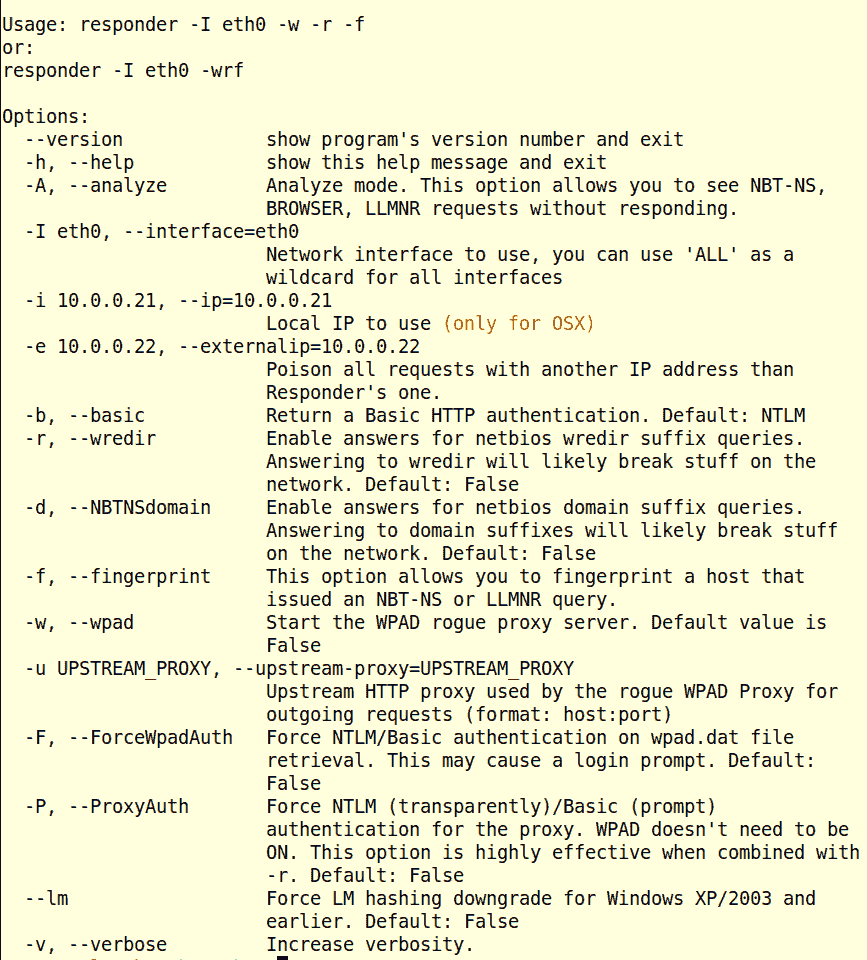 Usage: responder -I eth0 -w -r -f
or:
responder -I eth0 -wrf
Options:
--version show program's version number and exit
-h, --help show this help message and exit
-A, --analyze Analyze mode. This option allows you to see NBT-NS,
BROWSER, LLMNR requests without responding.
-I eth0, --interface=eth0
Network interface to use, you can use 'ALL' as a
wildcard for all interfaces
-i 10.0.0.21, --ip=10.0.0.21
Local IP to use (only for OSX)
-e 10.0.0.22, --externalip=10.0.0.22
Poison all requests with another IP address than
Responder's one.
-b, --basic Return a Basic HTTP authentication. Default: NTLM
-r, --wredir Enable answers for netbios wredir suffix queries.
Answering to wredir will likely break stuff on the
network. Default: False
-d, --NBTNSdomain Enable answers for netbios domain suffix queries.
Answering to domain suffixes will likely break stuff
on the network. Default: False
-f, --fingerprint This option allows you to fingerprint a host that
issued an NBT-NS or LLMNR query.
-w, --wpad Start the WPAD rogue proxy server. Default value is
False
-u UPSTREAM_PROXY, --upstream-proxy=UPSTREAM_PROXY
Upstream HTTP proxy used by the rogue WPAD Proxy for
outgoing requests (format: host:port)
-F, --ForceWpadAuth Force NTLM/Basic authentication on wpad.dat file
retrieval. This may cause a login prompt. Default:
False
-P, --ProxyAuth Force NTLM (transparently)/Basic (prompt)
authentication for the proxy. WPAD doesn't need to be
ON. This option is highly effective when combined with
-r. Default: False
--lm Force LM hashing downgrade for Windows XP/2003 and
earlier. Default: False
-v, --verbose Increase verbosity.